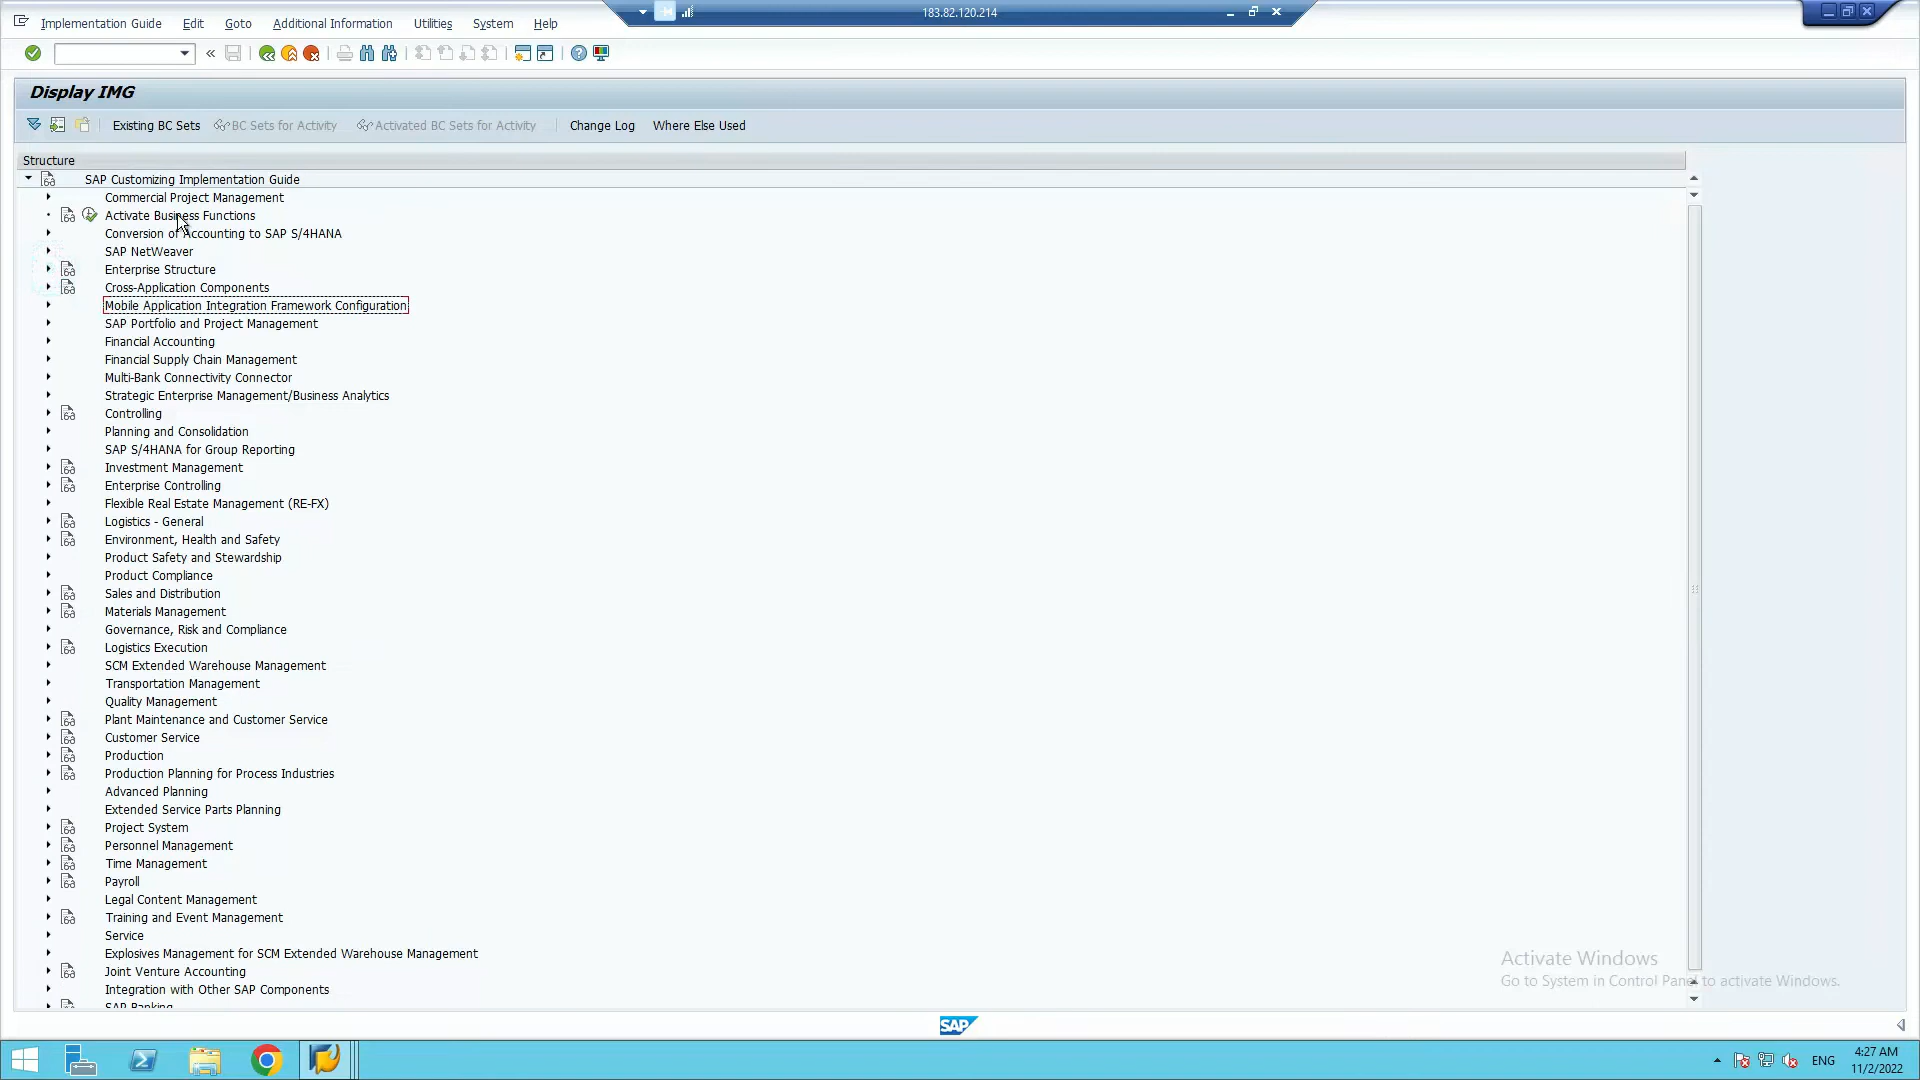 183.82.120.214
Implementation Guide Edit Goto Additional Information Utilities System Help
Display IMG
Existing BC Sets BC Sets for Activity Activated BC Sets for Activity Change Log Where Else Used
Structure
SAP Customizing Implementation Guide
Commercial Project Management
Activate Business Functions
Conversion of Accounting to SAP S/4HANA
SAP NetWeaver
Enterprise Structure
Cross-Application Components
Mobile Application Integration Framework Configuration
SAP Portfolio and Project Management
Financial Accounting
Financial Supply Chain Management
Multi-Bank Connectivity Connector
Strategic Enterprise Management/Business Analytics
Controlling
Planning and Consolidation
SAP S/4HANA for Group Reporting
Investment Management
Enterprise Controlling
Flexible Real Estate Management (RE-FX)
Logistics - General
Environment, Health and Safety
Product Safety and Stewardship
Product Compliance
Sales and Distribution
Materials Management
Governance, Risk and Compliance
Logistics Execution
SCM Extended Warehouse Management
Transportation Management
Quality Management
Plant Maintenance and Customer Service
Customer Service
Production
Production Planning for Process Industries
Advanced Planning
Extended Service Parts Planning
Project System
Personnel Management
Time Management
Payroll
Legal Content Management
Training and Event Management
Service
Explosives Management for SCM Extended Warehouse Management
Joint Venture Accounting
Integration with Other SAP Components
SAP Banking
Activate Windows
Go to System in Control Panel to activate Windows.
SAP
ENG
4:27 AM
11/2/2022